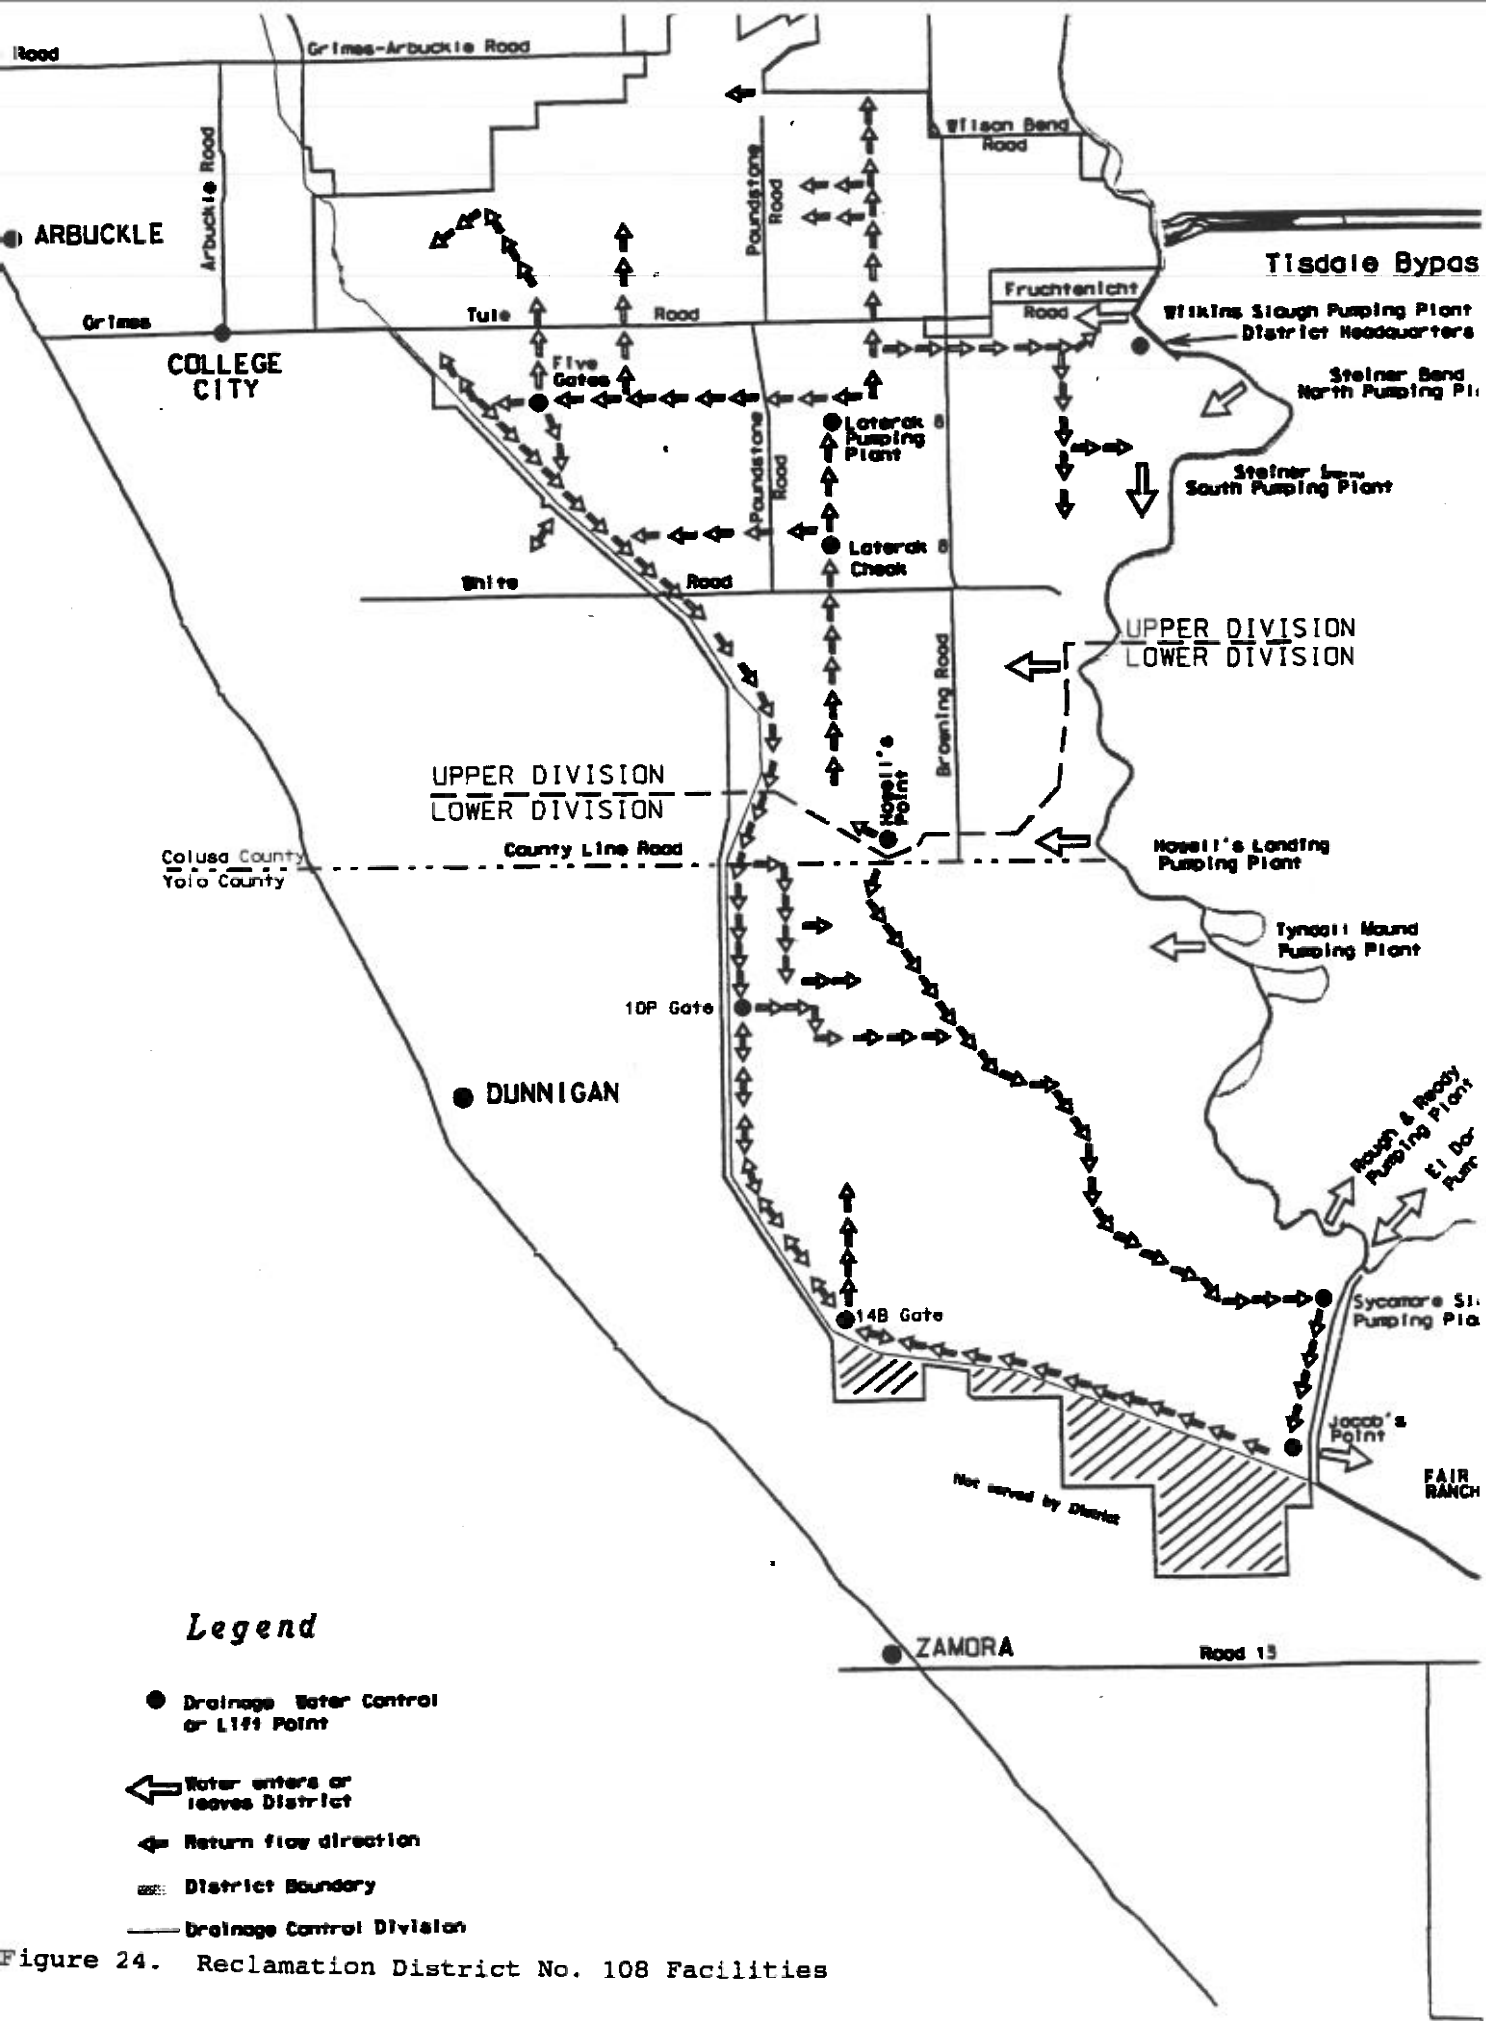 Road
Grimes-Arbuckle Road
Arbuckle Road
Wilson Bend
Road
Poundstone
Road
ARBUCKLE
Tisdale Bypas
Fruchtenicht
Road
Grimes
Tule
Road
Wilkins Slough Pumping Plant
District Headquarters
COLLEGE
CITY
Five
Gates
Steiner Bend
North Pumping Pl
Lateral 8
Pumping
Plant
Poundstone
Road
Steiner
South Pumping Plant
Lateral 8
Check
White
Road
UPPER DIVISION
LOWER DIVISION
Browning Road
Howell's
Point
UPPER DIVISION
LOWER DIVISION
Colusa County
County Line Road
Yolo County
Howell's Landing
Pumping Plant
Tyndall Mound
Pumping Plant
10P Gate
DUNNIGAN
Rough & Ready
Pumping Plant
El Dor
Pump
14B Gate
Sycamore Sl
Pumping Pla
Jacob's
Point
FAIR
RANCH
Not served by District
ZAMORA
Road 13
Legend
Drainage Water Control
or Lift Point
Water enters or
leaves District
Return flow direction
District Boundary
Drainage Control Division
Figure 24. Reclamation District No. 108 Facilities